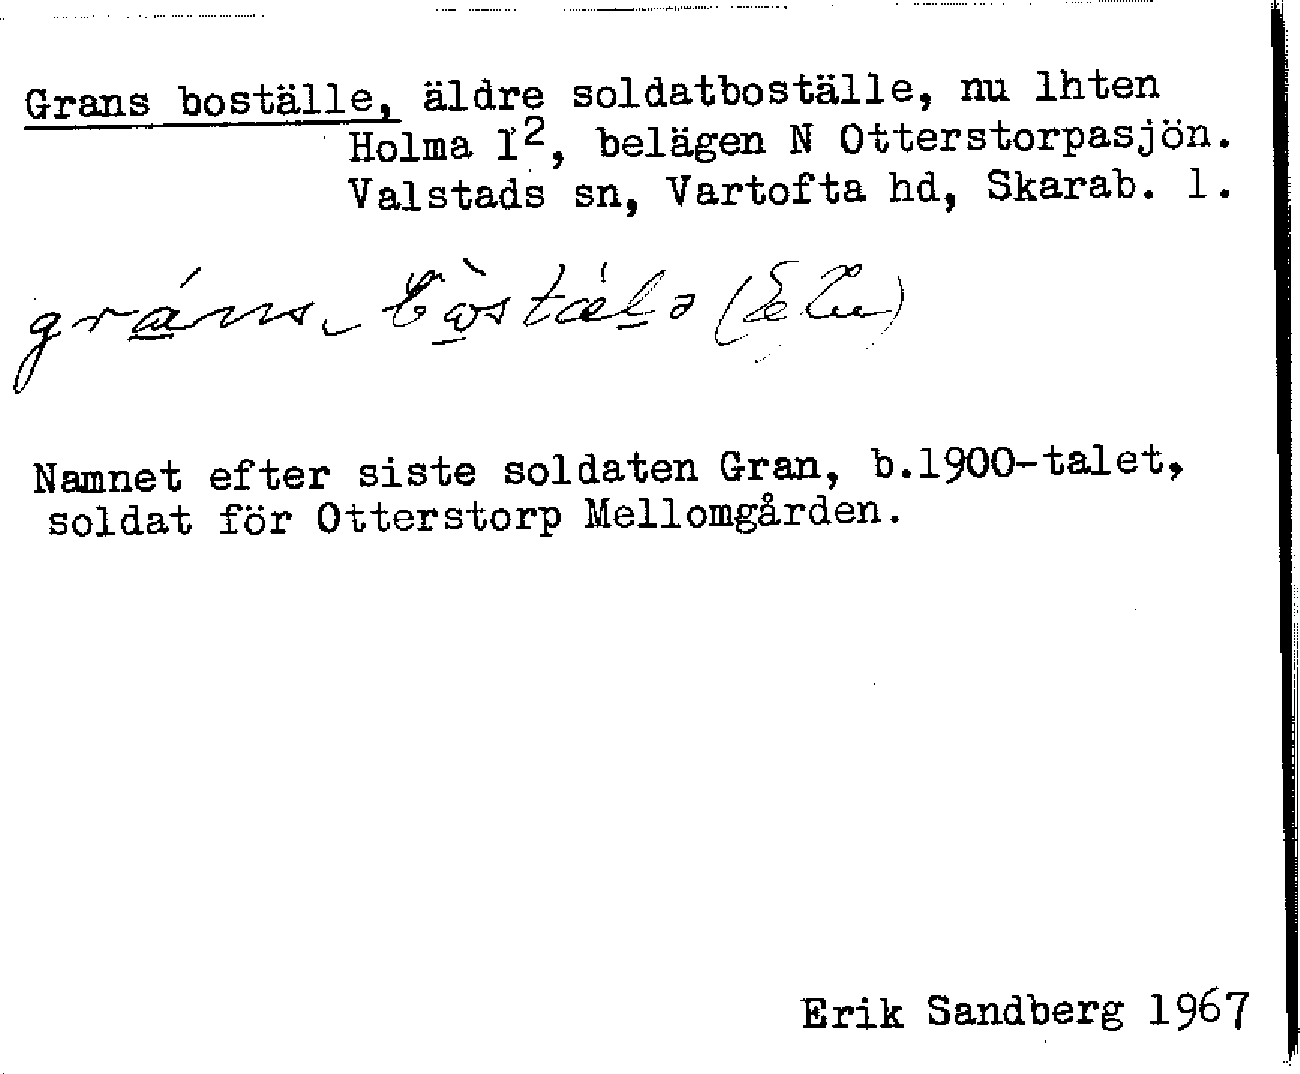 Grans boställe, äldre soldatboställe, nu lhten
Holma 1², belägen N Otterstorpasjön.
Valstads sn, Vartofta hd, Skarab. l.
Namnet efter siste soldaten Gran, b.1900-talet,
soldat för Otterstorp Mellomgården.
Erik Sandberg 1967